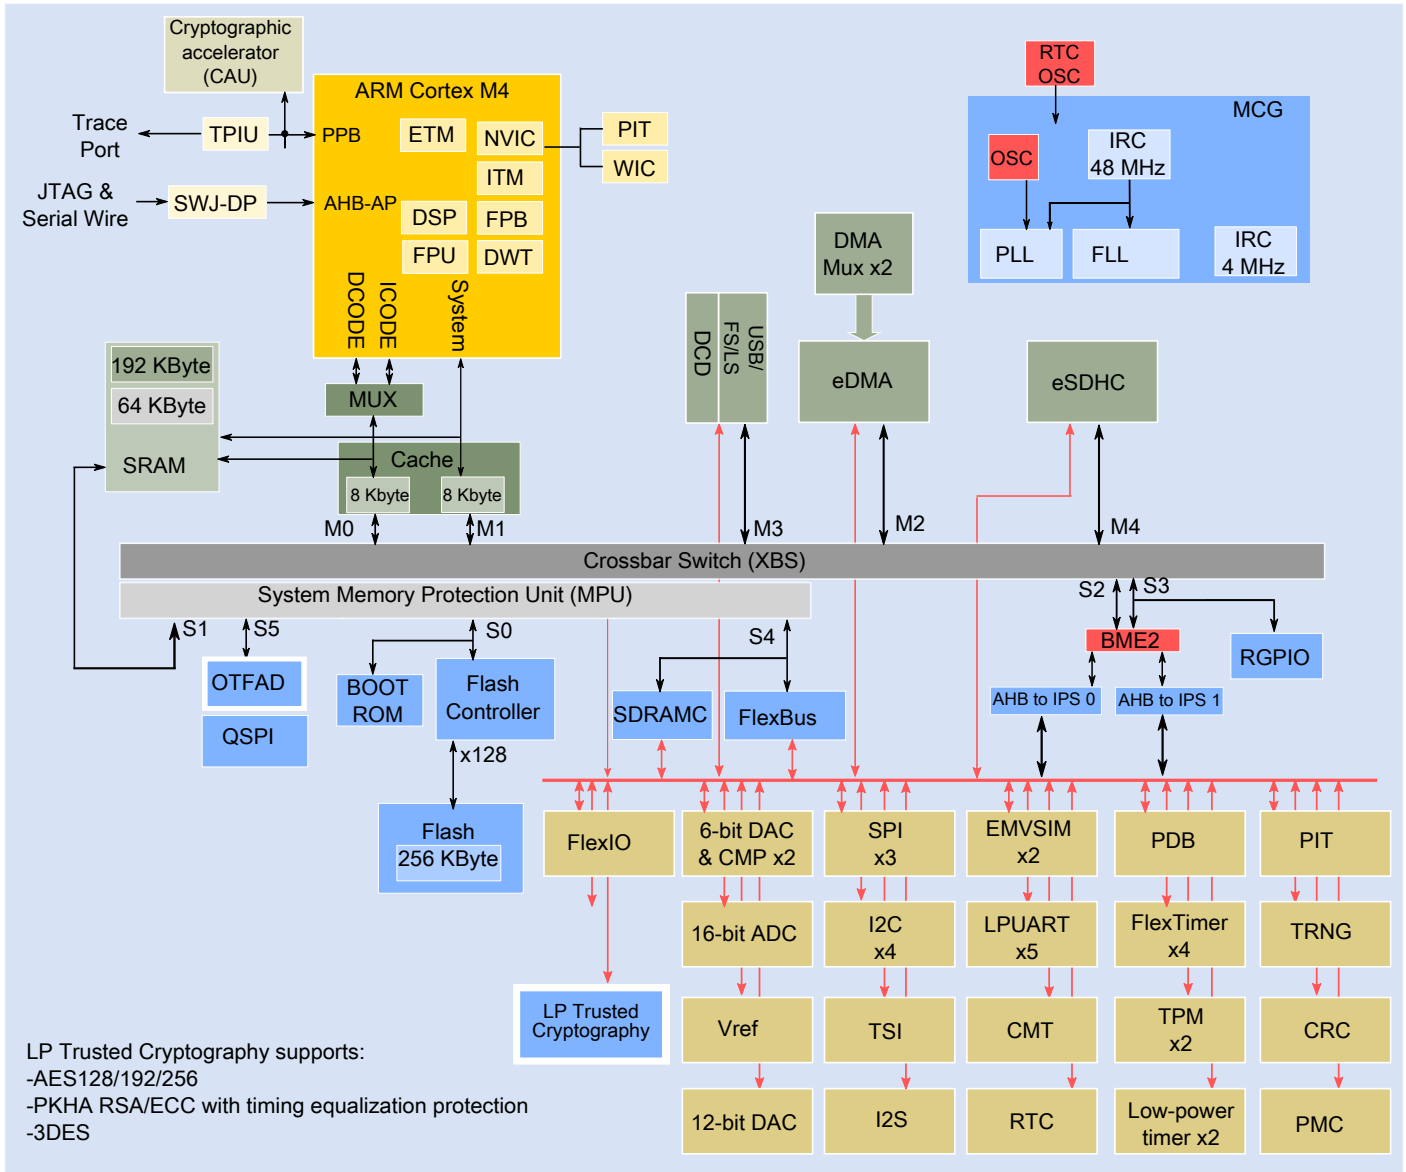 Cryptographic
accelerator
(CAU)
ARM Cortex M4
Trace
Port
TPIU
PPB
ETM
NVIC
PIT
WIC
ITM
JTAG &
Serial Wire
SWJ-DP
AHB-AP
DSP
FPB
FPU
DWT
DCODE
ICODE
System
RTC
OSC
MCG
OSC
IRC
48 MHz
PLL
FLL
IRC
4 MHz
DMA
Mux x2
DCD
USB/
FS/LS
eDMA
eSDHC
192 KByte
64 KByte
SRAM
MUX
Cache
8 Kbyte
8 Kbyte
M0
M1
M3
M2
M4
Crossbar Switch (XBS)
System Memory Protection Unit (MPU)
S1
S5
S0
S4
S2
S3
BME2
RGPIO
OTFAD
QSPI
BOOT
ROM
Flash
Controller
x128
SDRAMC
FlexBus
AHB to IPS 0
AHB to IPS 1
Flash
256 KByte
FlexIO
6-bit DAC
& CMP x2
SPI
x3
EMVSIM
x2
PDB
PIT
16-bit ADC
I2C
x4
LPUART
x5
FlexTimer
x4
TRNG
LP Trusted
Cryptography
Vref
TSI
CMT
TPM
x2
CRC
12-bit DAC
I2S
RTC
Low-power
timer x2
PMC
LP Trusted Cryptography supports:
-AES128/192/256
-PKHA RSA/ECC with timing equalization protection
-3DES